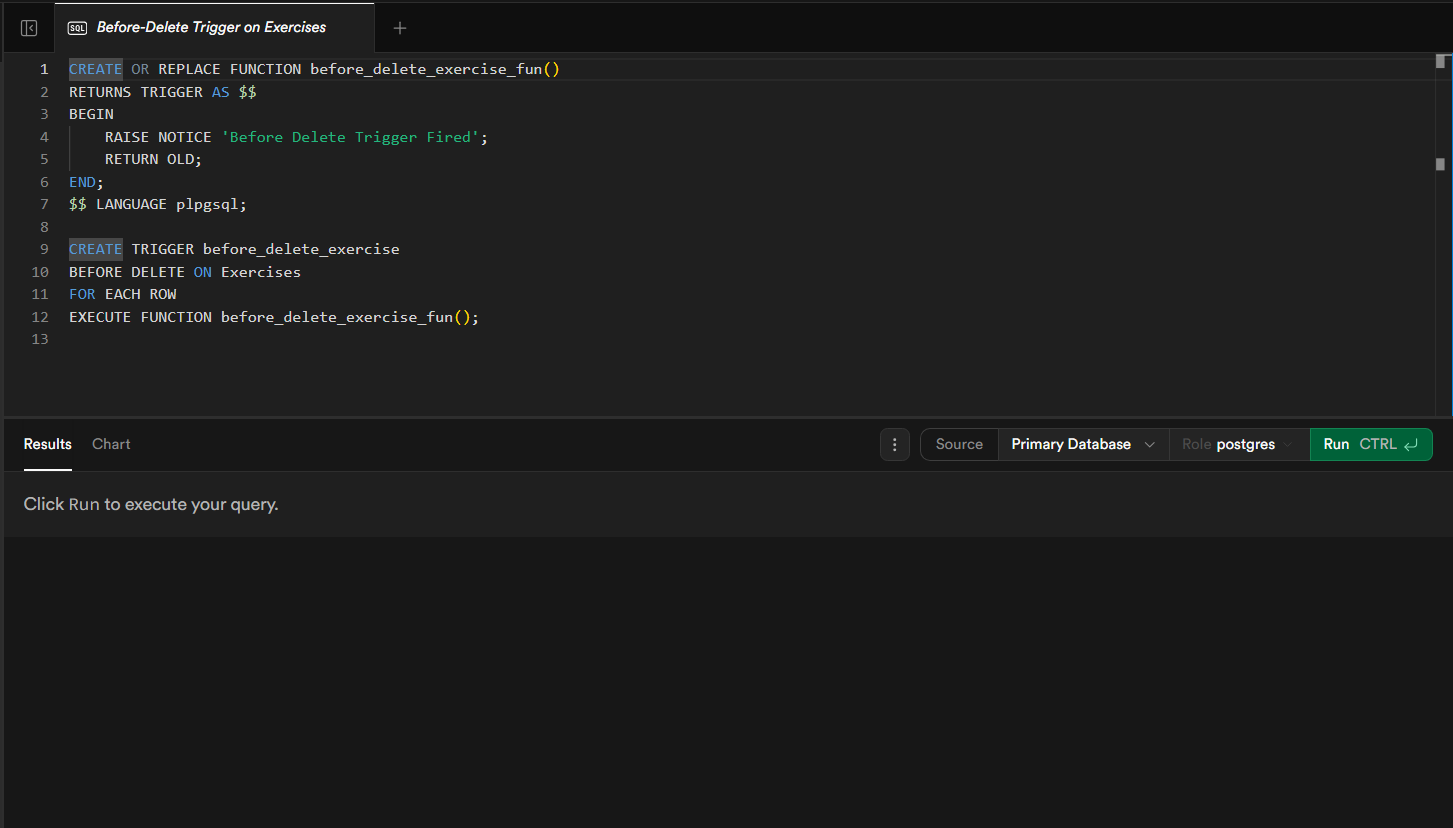 SQL Before-Delete Trigger on Exercises +
1 CREATE OR REPLACE FUNCTION before_delete_exercise_fun()
2 RETURNS TRIGGER AS $$
3 BEGIN
4     RAISE NOTICE 'Before Delete Trigger Fired';
5     RETURN OLD;
6 END;
7 $$ LANGUAGE plpgsql;
8
9 CREATE TRIGGER before_delete_exercise
10 BEFORE DELETE ON Exercises
11 FOR EACH ROW
12 EXECUTE FUNCTION before_delete_exercise_fun();
13
Results Chart Source Primary Database Role postgres Run CTRL
Click Run to execute your query.